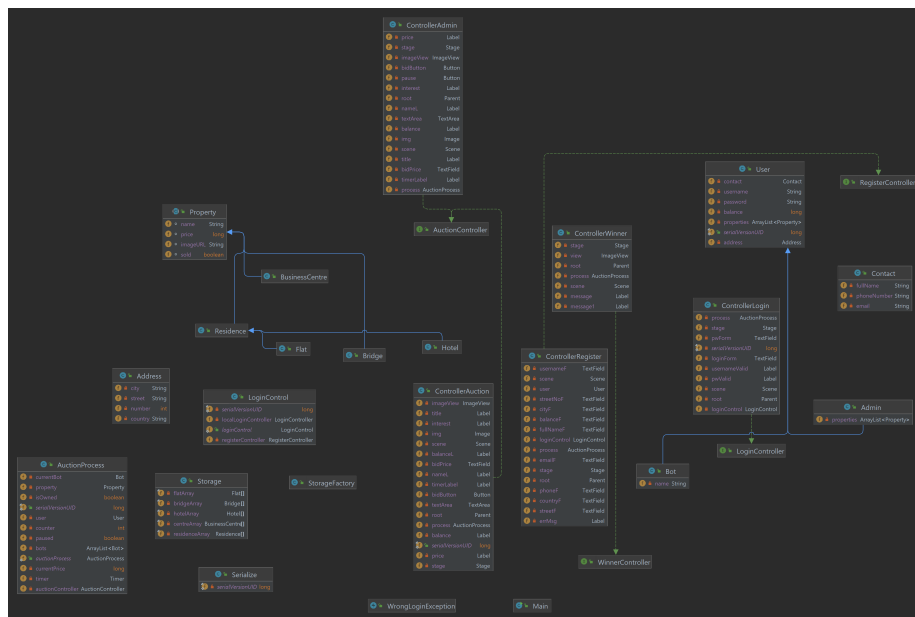 ControllerAdmin
price Label
stage Stage
imageView ImageView
bidButton Button
pause Button
interest Label
root Parent
nameL Label
textArea TextArea
balance Label
img Image
scene Scene
title Label
bidPrice TextField
timerLabel Label
process AuctionProcess
AuctionController
Property
name String
price long
imageURL String
sold boolean
BusinessCentre
Residence
Flat
Bridge
Hotel
User
contact Contact
username String
password String
balance long
properties ArrayList<Property>
serialVersionUID long
address Address
RegisterController
ControllerWinner
stage Stage
view ImageView
root Parent
process AuctionProcess
scene Scene
message Label
message1 Label
Contact
fullName String
phoneNumber String
email String
ControllerLogin
process AuctionProcess
stage Stage
pwForm TextField
serialVersionUID long
loginForm TextField
usernameValid Label
pwValid Label
scene Scene
root Parent
loginControl LoginControl
LoginController
Admin
properties ArrayList<Property>
Bot
name String
ControllerRegister
usernameF TextField
scene Scene
user User
streetNoF TextField
cityF TextField
balanceF TextField
fullNameF TextField
loginControl LoginControl
process AuctionProcess
emailF TextField
stage Stage
root Parent
phoneF TextField
countryF TextField
streetF TextField
errMsg Label
WinnerController
Address
city String
street String
number int
country String
LoginControl
serialVersionUID long
localLoginController LoginController
loginControl LoginControl
registerController RegisterController
ControllerAuction
imageView ImageView
title Label
interest Label
img Image
scene Scene
balanceL Label
bidPrice TextField
nameL Label
timerLabel Label
bidButton Button
textArea TextArea
root Parent
process AuctionProcess
balance Label
serialVersionUID long
price Label
stage Stage
AuctionProcess
currentBot Bot
property Property
isOwned boolean
serialVersionUID long
user User
counter int
paused boolean
bots ArrayList<Bot>
auctionProcess AuctionProcess
currentPrice long
timer Timer
auctionController AuctionController
Storage
flatArray Flat[]
bridgeArray Bridge[]
hotelArray Hotel[]
centreArray BusinessCentre[]
residenceArray Residence[]
StorageFactory
Serialize
serialVersionUID long
WrongLoginException
Main